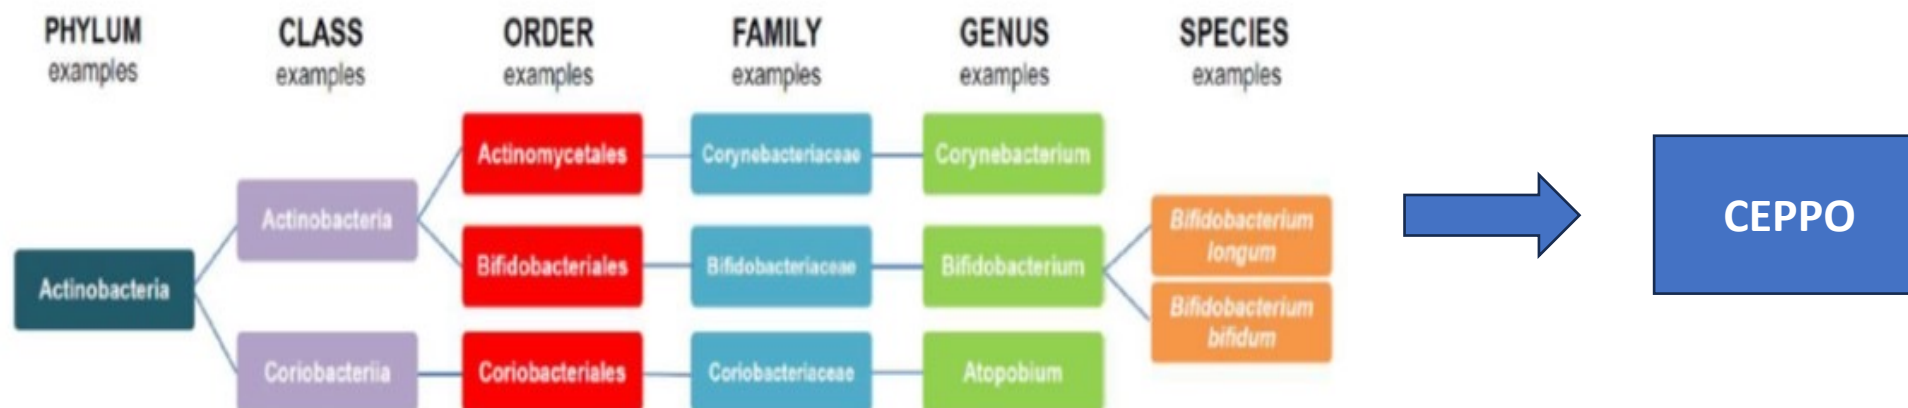 PHYLUM
examples
CLASS
examples
ORDER
examples
FAMILY
examples
GENUS
examples
SPECIES
examples
Actinobacteria
Actinobacteria
Coriobacteriia
Actinomycetales
Bifidobacteriales
Coriobacteriales
Corynebacteriaceae
Bifidobacteriaceae
Coriobacteriaceae
Corynebacterium
Bifidobacterium
Atopobium
Bifidobacterium
longum
Bifidobacterium
bifidum
CEPPO